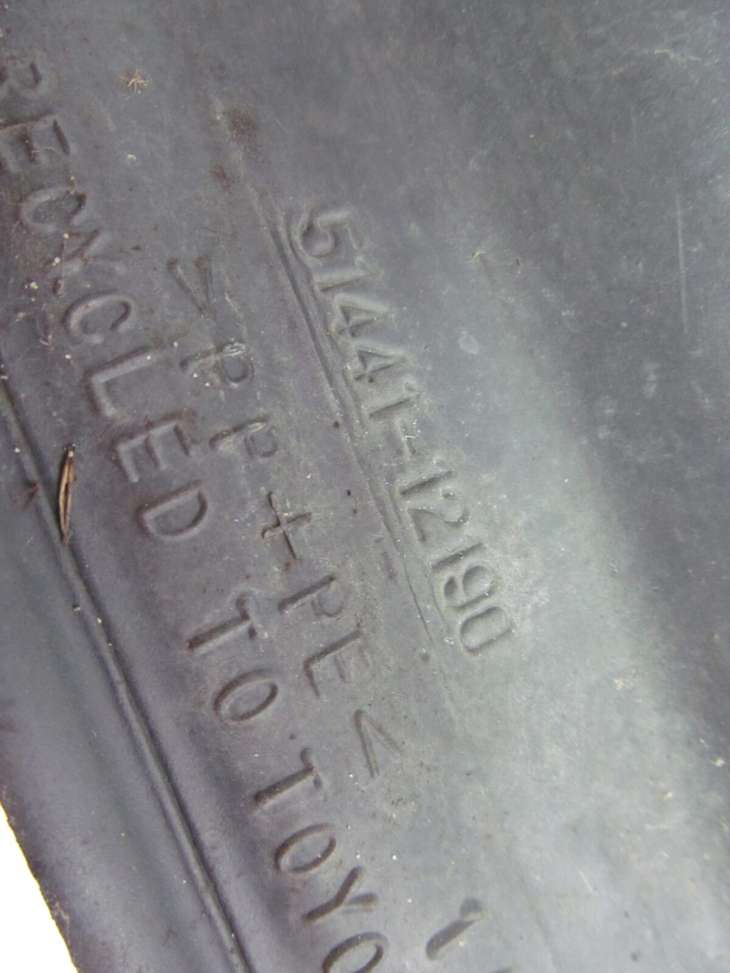 51441-12190
>PP+PE<
RECYCLED TO TOYO